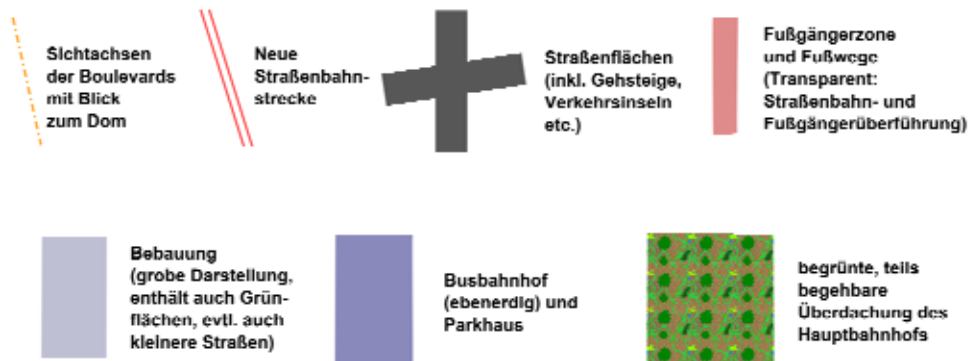 Sichtachsen
der Boulevards
mit Blick
zum Dom
Neue
Straßenbahn-
strecke
Straßenflächen
(inkl. Gehsteige,
Verkehrsinseln
etc.)
Fußgängerzone
und Fußwege
(Transparent:
Straßenbahn- und
Fußgängerüberführung)
Bebauung
(grobe Darstellung,
enthält auch Grün-
flächen, evtl. auch
kleinere Straßen)
Busbahnhof
(ebenerdig) und
Parkhaus
begrünte, teils
begehbare
Überdachung des
Hauptbahnhofs